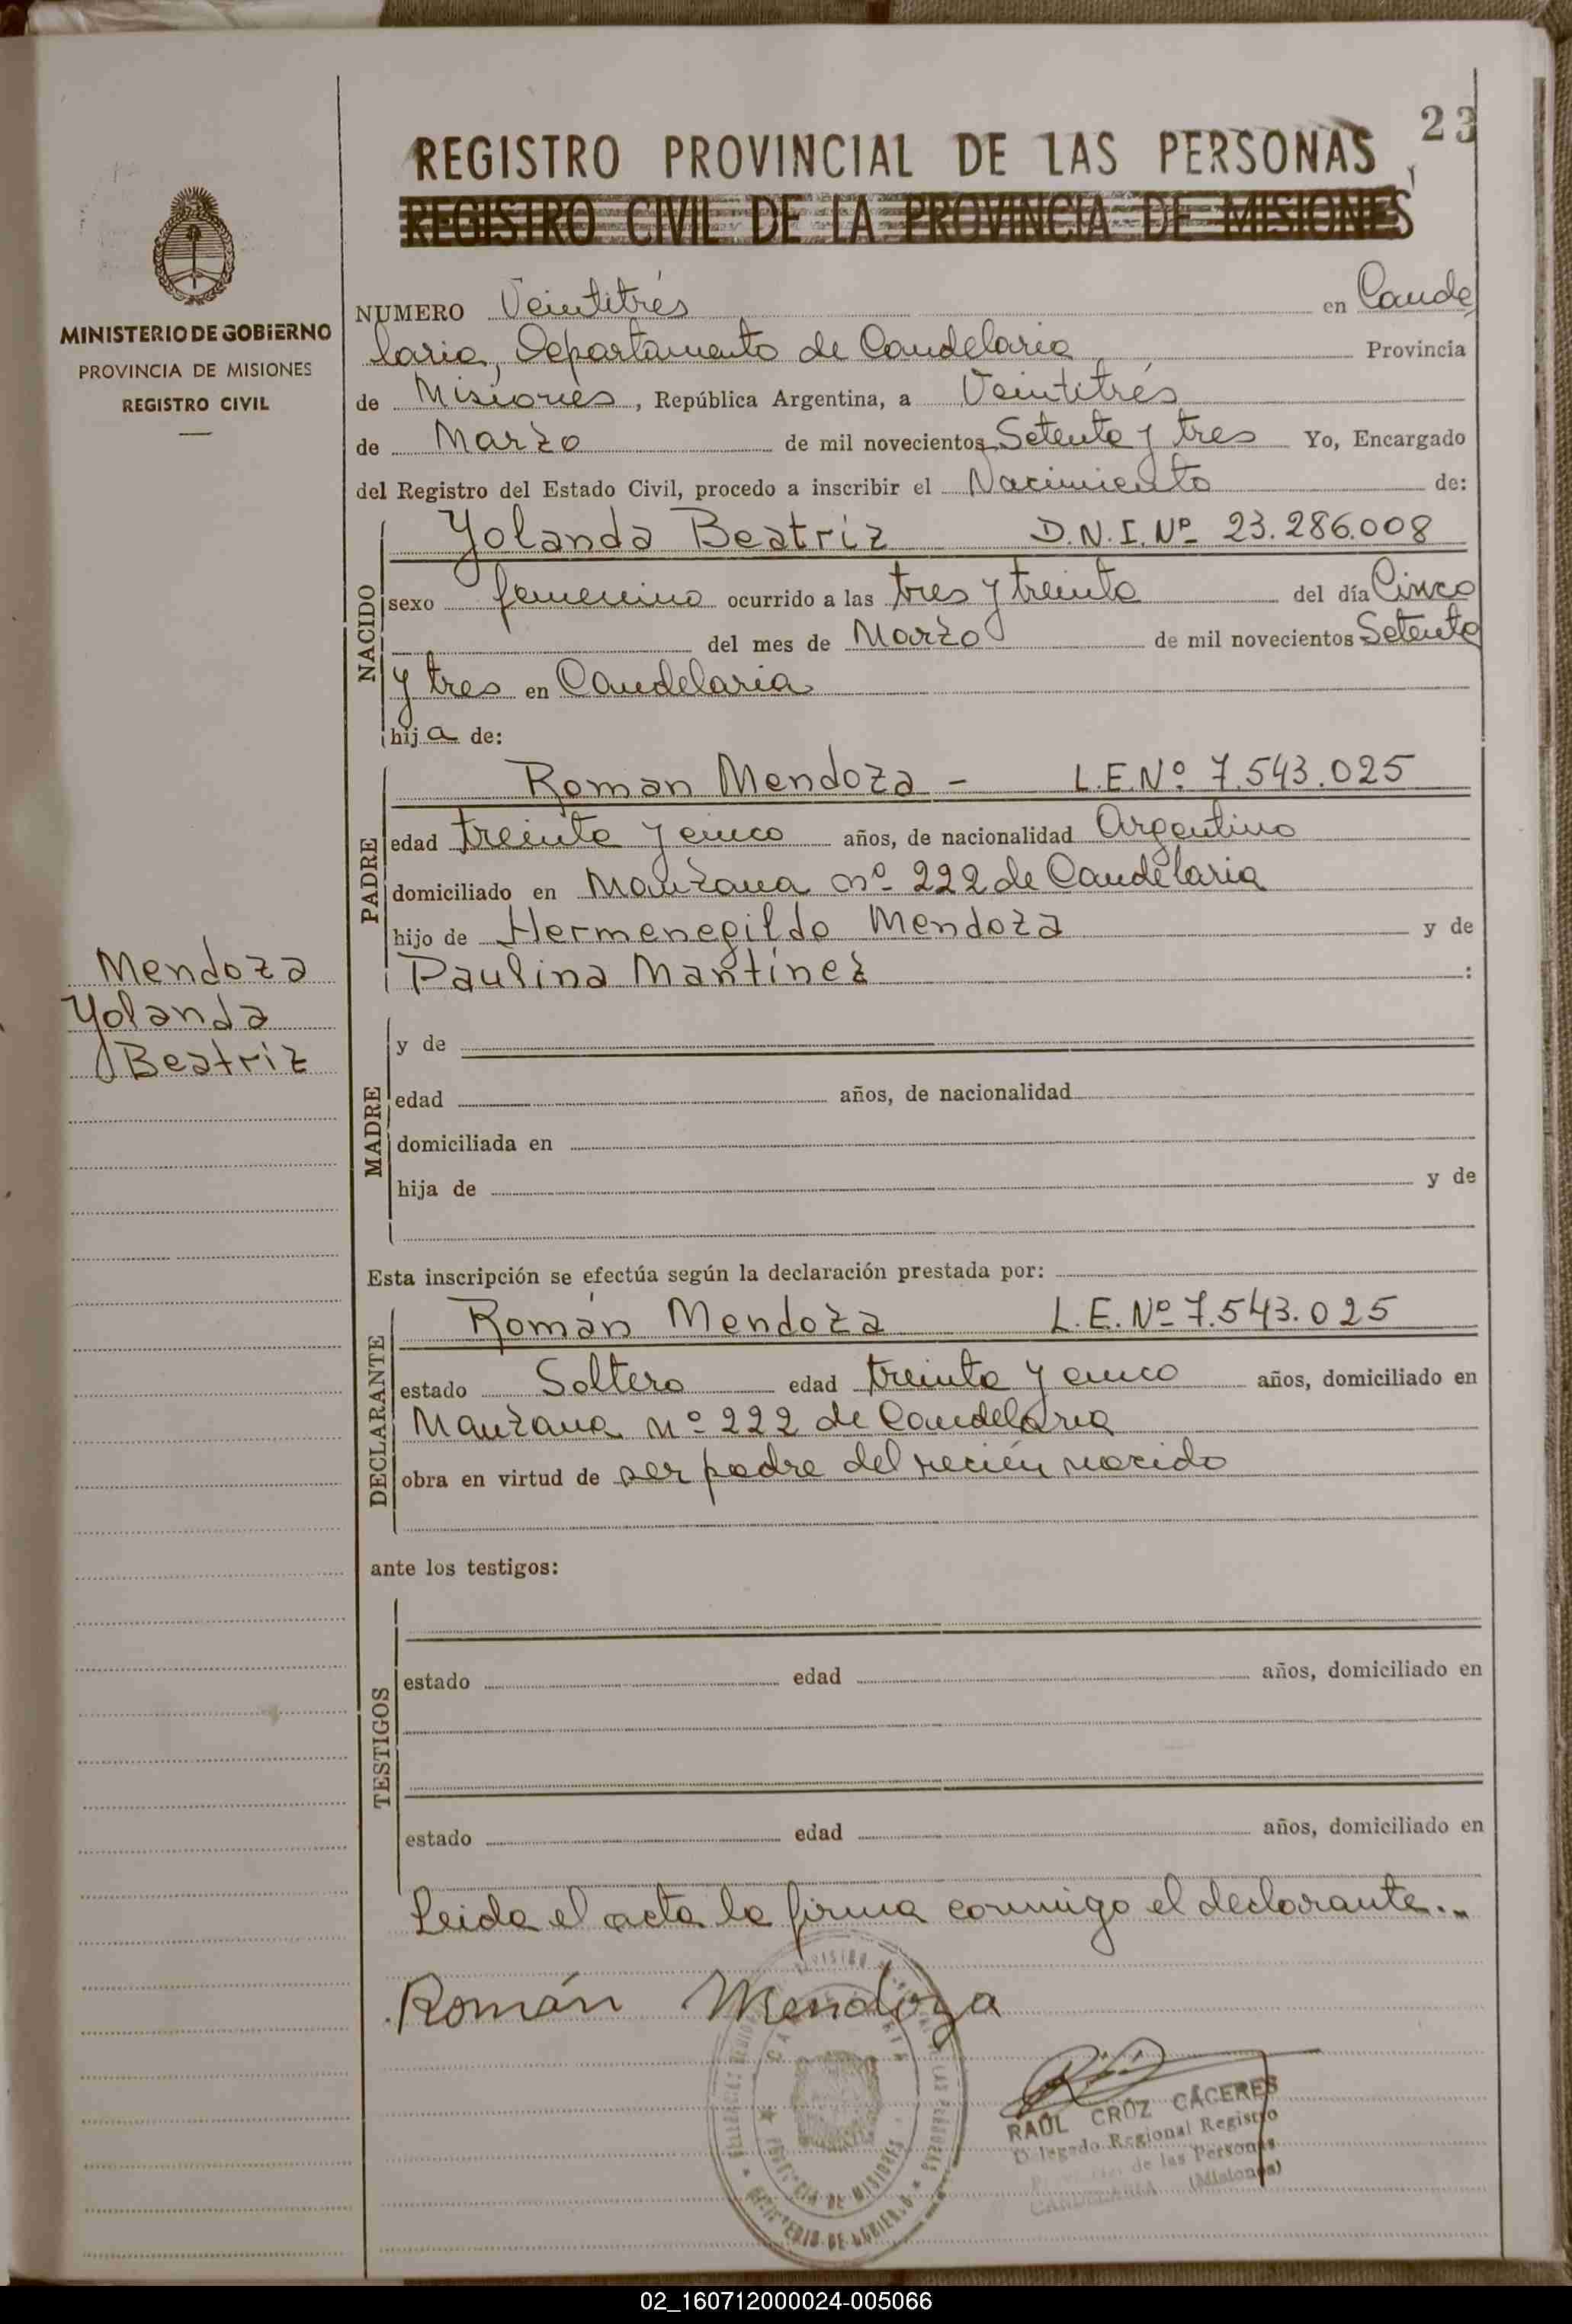 23
REGISTRO PROVINCIAL DE LAS PERSONAS
REGISTRO CIVIL DE LA PROVINCIA DE MISIONES
MINISTERIO DE GOBIERNO
PROVINCIA DE MISIONES
REGISTRO CIVIL
NUMERO Veintitrés en Cande
laria, Departamento de Candelaria Provincia
de Misiones, República Argentina, a Veintitrés
de Marzo de mil novecientos Setenta y tres Yo, Encargado
del Registro del Estado Civil, procedo a inscribir el Nacimiento de:
NACIDO
Yolanda Beatriz D.N.I. Nº 23.286.008
sexo femenino ocurrido a las tres y treinta del día Cinco
del mes de Marzo de mil novecientos Setenta
y tres en Candelaria
hija de:
PADRE
Roman Mendoza - L.E.Nº 7.543.025
edad treinta y cinco años, de nacionalidad Argentino
domiciliado en Manzana nº 222 de Candelaria
hijo de Hermenegildo Mendoza y de
Paulina Mantínez :
Mendoza
Yolanda
Beatriz
MADRE
y de
edad años, de nacionalidad
domiciliada en
hija de y de
Esta inscripción se efectúa según la declaración prestada por:
DECLARANTE
Román Mendoza L.E. Nº 7.543.025
estado Soltero edad treinta y cinco años, domiciliado en
Manzana Nº 222 de Candelaria
obra en virtud de ser padre del recién nacido
ante los testigos:
TESTIGOS
estado edad años, domiciliado en
estado edad años, domiciliado en
Leida el acta la firma conmigo el declarante..
Román Mendoza
RAÚL CRUZ CÁCERES
Regional Registro
de las Personas
CANDELARIA (Misiones)
PROVINCIA DE MISIONES
MINISTERIO DE GOBIERNO
02_160712000024-005066